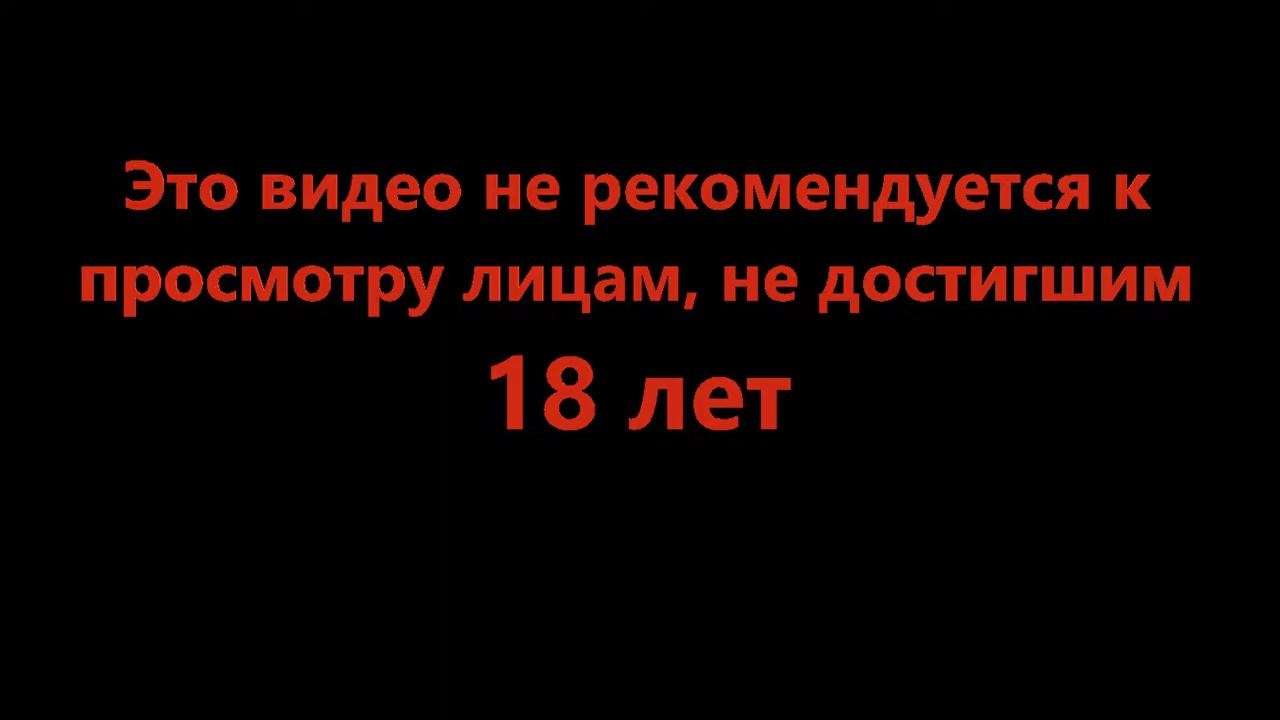 Это видео не рекомендуется к
просмотру лицам, не достигшим
18 лет